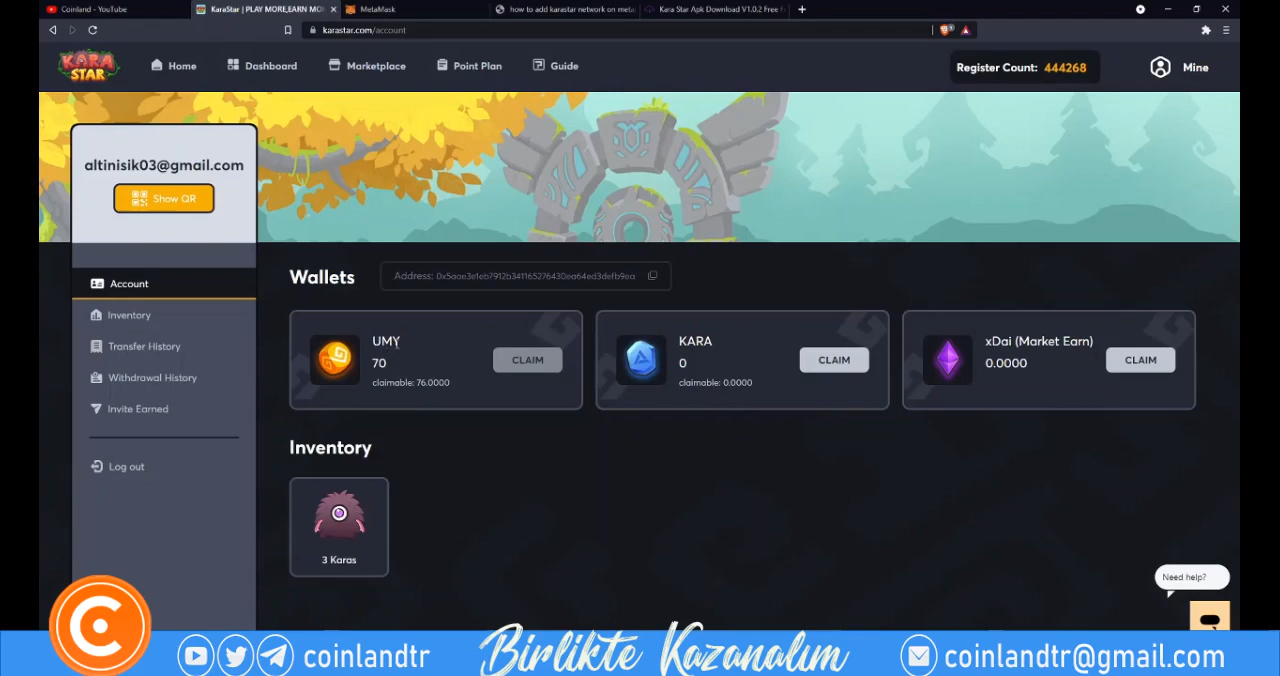 Coinland - YouTube
KaraStar | PLAY MORE,EARN MO
MetaMask
how to add karastar network on meta
Kara Star Apk Download V1.0.2 Free F
karastar.com/account
KARA
STAR
Home
Dashboard
Marketplace
Point Plan
Guide
Register Count: 444268
Mine
altinisik03@gmail.com
Show QR
Account
Inventory
Transfer History
Withdrawal History
Invite Earned
Log out
Wallets
Address:
UMY
70
claimable: 76.0000
CLAIM
KARA
0
claimable: 0.0000
CLAIM
xDai (Market Earn)
0.0000
CLAIM
Inventory
3 Karas
Need help?
coinlandtr
Birlikte Kazanalım
coinlandtr@gmail.com